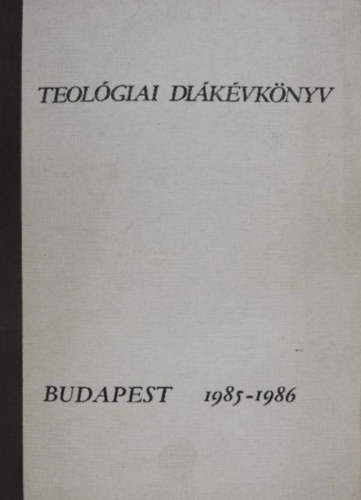 TEOLÓGIAI DIÁKÉVKÖNYV
BUDAPEST 1985-1986